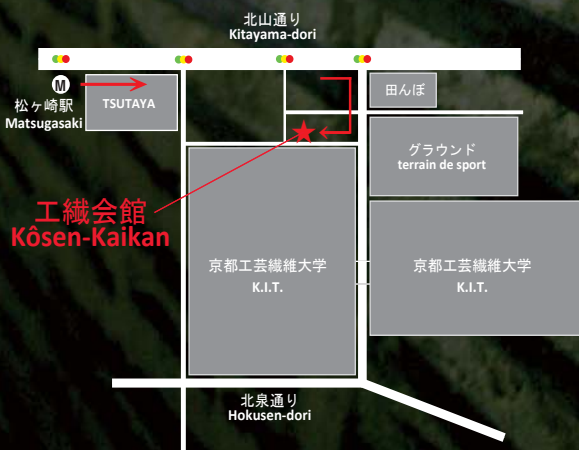 北山通り
Kitayama-dori
M
松ヶ崎駅
Matsugasaki
TSUTAYA
田んぼ
グラウンド
terrain de sport
工繊会館
Kôsen-Kaikan
京都工芸繊維大学
K.I.T.
京都工芸繊維大学
K.I.T.
北泉通り
Hokusen-dori